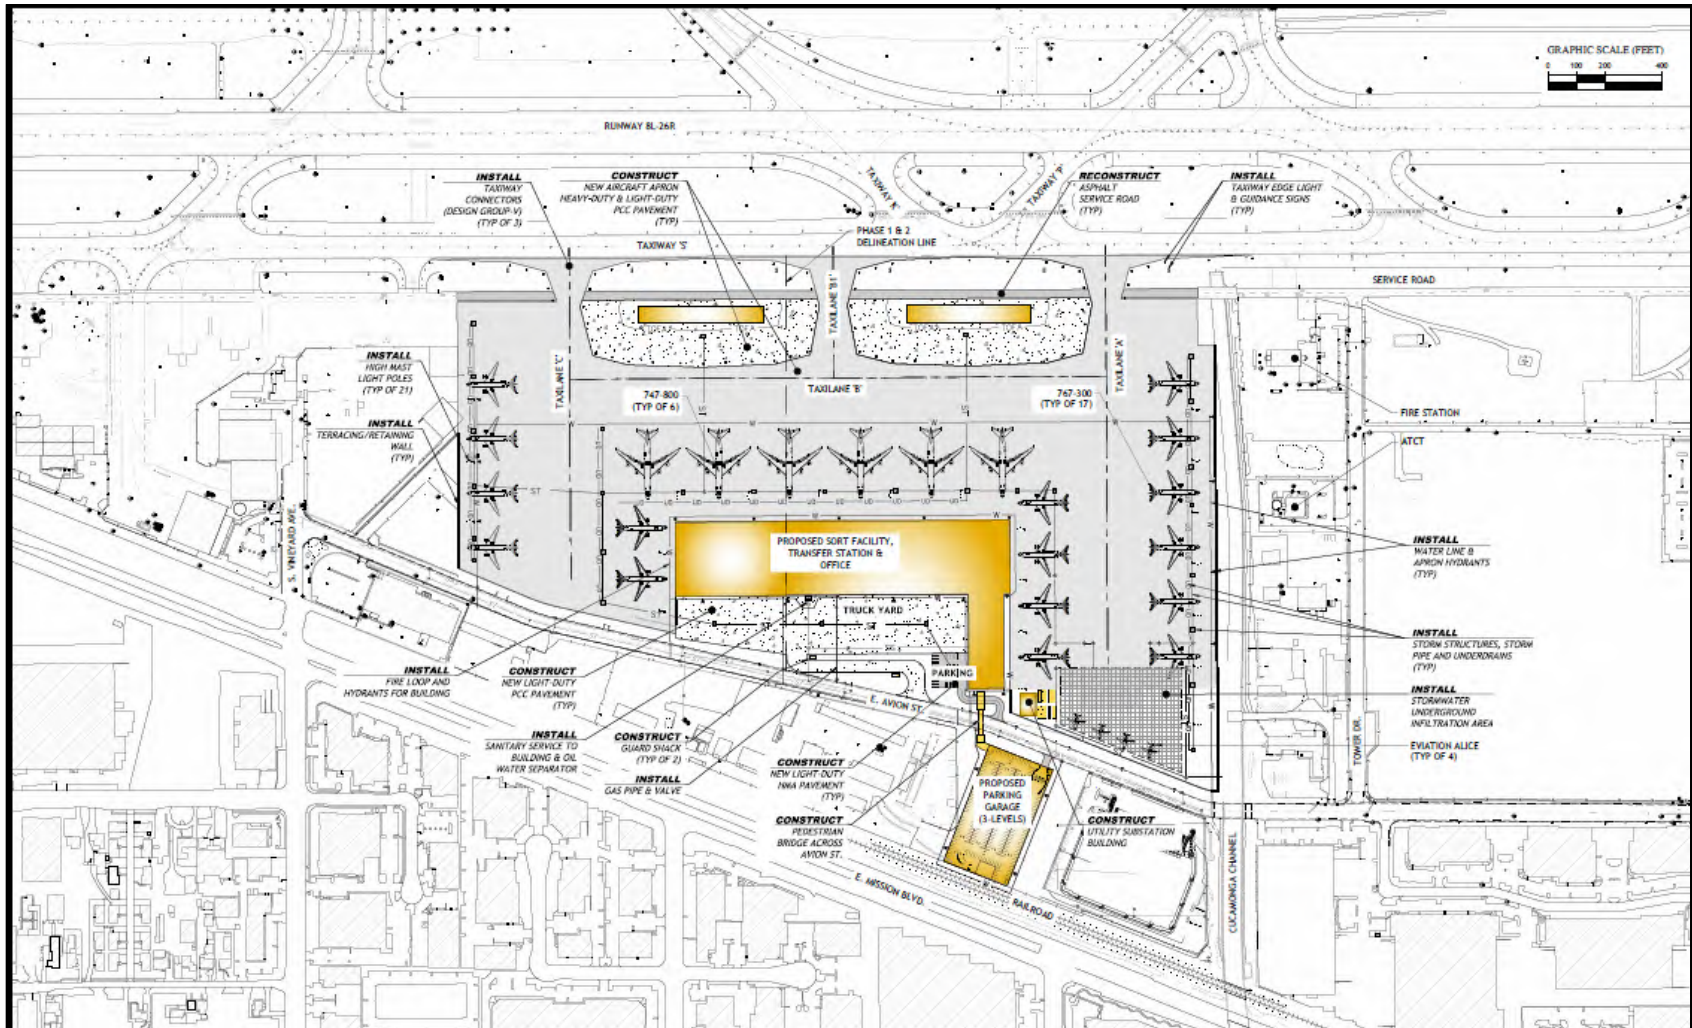 GRAPHIC SCALE (FEET)
0 100 200 400
RUNWAY 8L-26R
INSTALL
TAXIWAY
CONNECTORS
(DESIGN GROUP-V)
(TYP OF 3)
CONSTRUCT
NEW AIRCRAFT APRON
HEAVY-DUTY & LIGHT-DUTY
PCC PAVEMENT
(TYP)
TAXIWAY 'K'
TAXIWAY 'P'
RECONSTRUCT
ASPHALT
SERVICE ROAD
(TYP)
INSTALL
TAXIWAY EDGE LIGHT
& GUIDANCE SIGNS
(TYP)
PHASE 1 & 2
DELINEATION LINE
TAXIWAY 'S'
SERVICE ROAD
TAXILANE 'B1'
TAXILANE 'C'
TAXILANE 'A'
TAXILANE 'B'
INSTALL
HIGH MAST
LIGHT POLES
(TYP OF 21)
747-800
(TYP OF 6)
767-300
(TYP OF 17)
FIRE STATION
INSTALL
TERRACING/RETAINING
WALL
(TYP)
ATCT
S. VINEYARD AVE.
PROPOSED SORT FACILITY,
TRANSFER STATION &
OFFICE
INSTALL
WATER LINE &
APRON HYDRANTS
(TYP)
TRUCK YARD
INSTALL
STORM STRUCTURES, STORM
PIPE AND UNDERDRAINS
(TYP)
INSTALL
FIRE LOOP AND
HYDRANTS FOR BUILDING
CONSTRUCT
NEW LIGHT-DUTY
PCC PAVEMENT
(TYP)
PARKING
INSTALL
STORMWATER
UNDERGROUND
INFILTRATION AREA
E. AVION ST.
INSTALL
SANITARY SERVICE TO
BUILDING & OIL
WATER SEPARATOR
CONSTRUCT
GUARD SHACK
(TYP OF 2)
TOWER DR.
EVIATION ALICE
(TYP OF 4)
INSTALL
GAS PIPE & VALVE
CONSTRUCT
NEW LIGHT-DUTY
HMA PAVEMENT
(TYP)
PROPOSED
PARKING
GARAGE
(3-LEVELS)
CONSTRUCT
PEDESTRIAN
BRIDGE ACROSS
AVION ST.
CONSTRUCT
UTILITY SUBSTATION
BUILDING
CUCAMONGA CHANNEL
E. MISSION BLVD.
RAILROAD